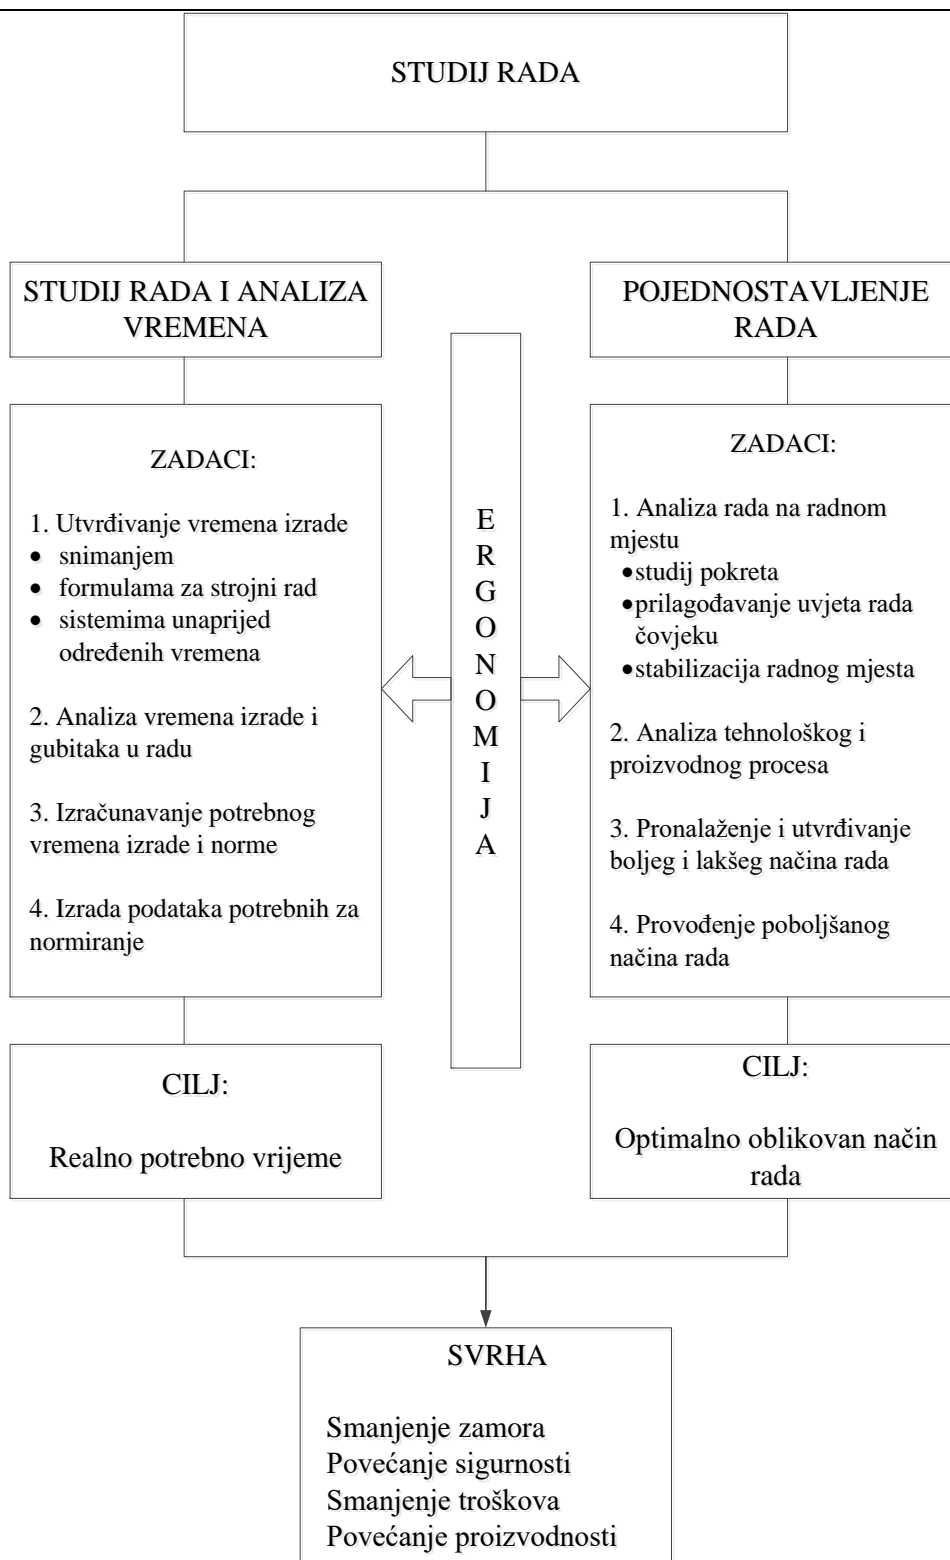 STUDIJ RADA
STUDIJ RADA I ANALIZA
VREMENA
ZADACI:
1. Utvrđivanje vremena izrade
• snimanjem
• formulama za strojni rad
• sistemima unaprijed
određenih vremena
2. Analiza vremena izrade i
gubitaka u radu
3. Izračunavanje potrebnog
vremena izrade i norme
4. Izrada podataka potrebnih za
normiranje
CILJ:
Realno potrebno vrijeme
E
R
G
O
N
O
M
I
J
A
POJEDNOSTAVLJENJE
RADA
ZADACI:
1. Analiza rada na radnom
mjestu
•studij pokreta
•prilagođavanje uvjeta rada
čovjeku
•stabilizacija radnog mjesta
2. Analiza tehnološkog i
proizvodnog procesa
3. Pronalaženje i utvrđivanje
boljeg i lakšeg načina rada
4. Provođenje poboljšanog
načina rada
CILJ:
Optimalno oblikovan način
rada
SVRHA
Smanjenje zamora
Povećanje sigurnosti
Smanjenje troškova
Povećanje proizvodnosti